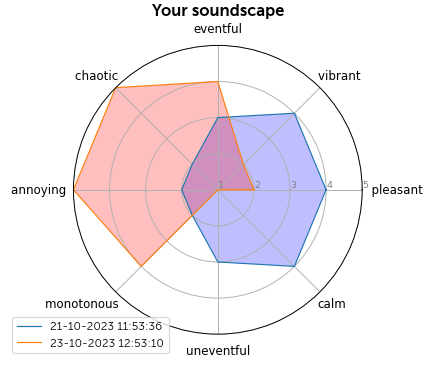 Your soundscape
eventful
chaotic
vibrant
annoying
1
2
3
4
5
pleasant
monotonous
calm
21-10-2023 11:53:36
23-10-2023 12:53:10
uneventful